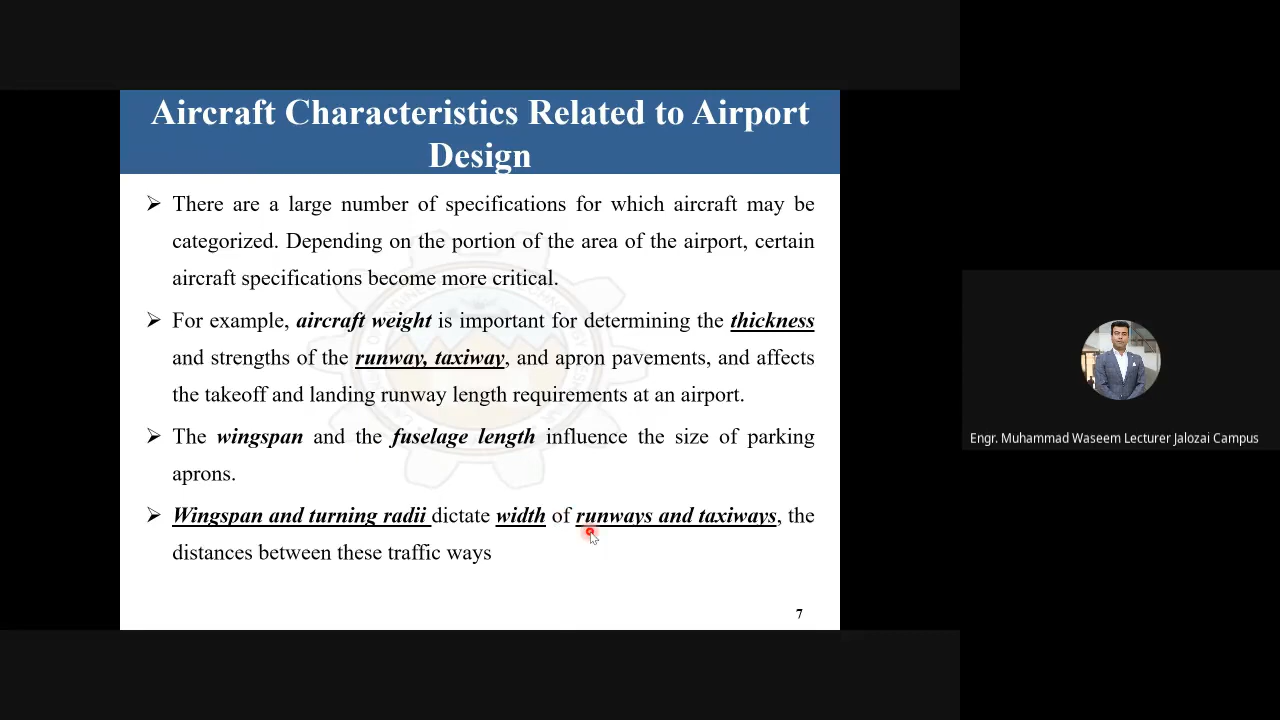 Aircraft Characteristics Related to Airport
Design
➢ There are a large number of specifications for which aircraft may be
categorized. Depending on the portion of the area of the airport, certain
aircraft specifications become more critical.
➢ For example, aircraft weight is important for determining the thickness
and strengths of the runway, taxiway, and apron pavements, and affects
the takeoff and landing runway length requirements at an airport.
➢ The wingspan and the fuselage length influence the size of parking
aprons.
➢ Wingspan and turning radii dictate width of runways and taxiways, the
distances between these traffic ways
7
Engr. Muhammad Waseem Lecturer Jalozai Campus